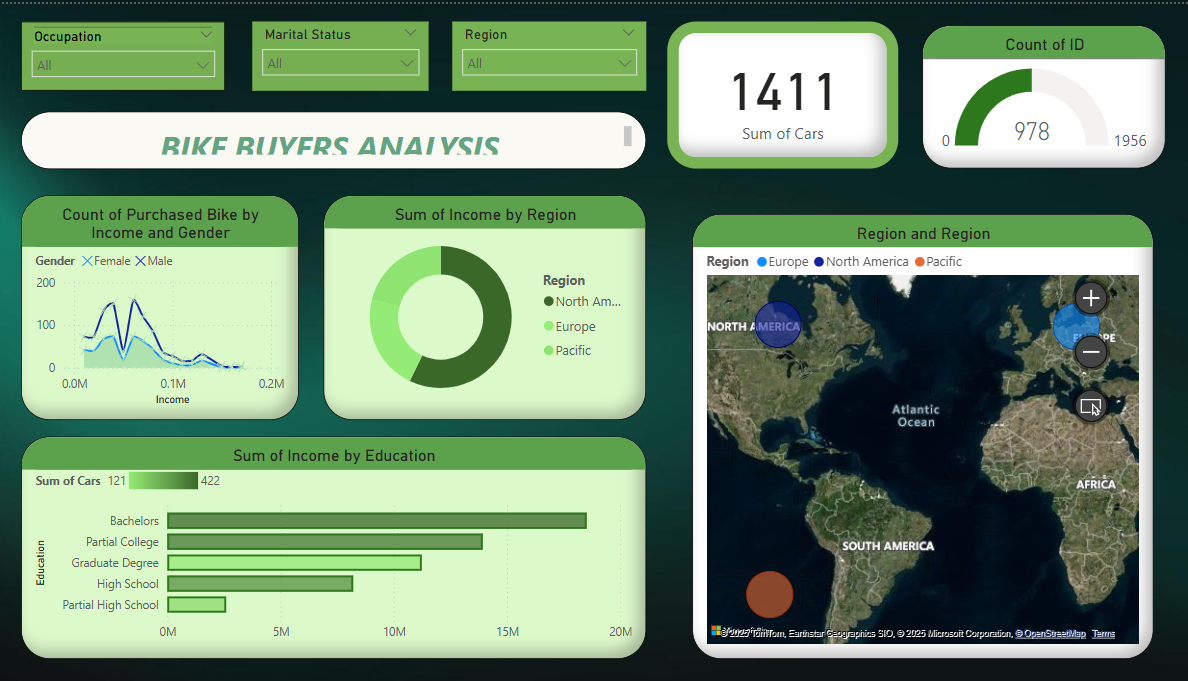 Occupation
All
Marital Status
All
Region
All
1411
Sum of Cars
Count of ID
978
0
1956
BIKE BUYERS ANALYSIS
Count of Purchased Bike by
Income and Gender
Gender Female Male
200
100
0
0.0M 0.1M 0.2M
Income
Sum of Income by Region
Region
North Am...
Europe
Pacific
Region and Region
Region Europe North America Pacific
NORTH AMERICA
Atlantic
Ocean
AFRICA
SOUTH AMERICA
© 2025 TomTom, Earthstar Geographics SIO, © 2025 Microsoft Corporation, © OpenStreetMap Terms
Sum of Income by Education
Sum of Cars 121 422
Education
Bachelors
Partial College
Graduate Degree
High School
Partial High School
0M 5M 10M 15M 20M